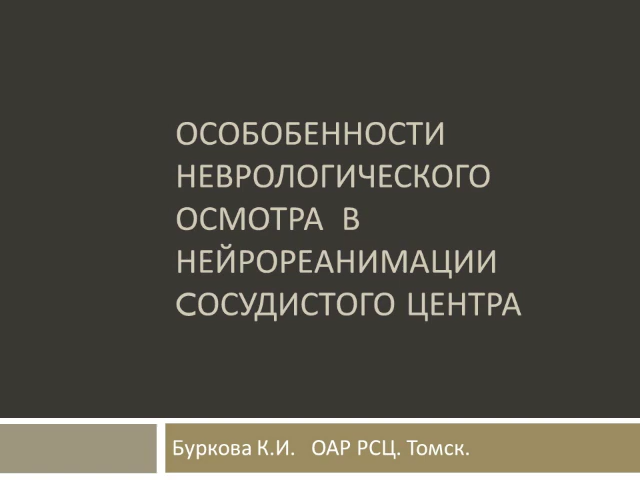 ОСОБОБЕННОСТИ
НЕВРОЛОГИЧЕСКОГО
ОСМОТРА В
НЕЙРОРЕАНИМАЦИИ
СОСУДИСТОГО ЦЕНТРА
Буркова К.И. ОАР РСЦ. Томск.